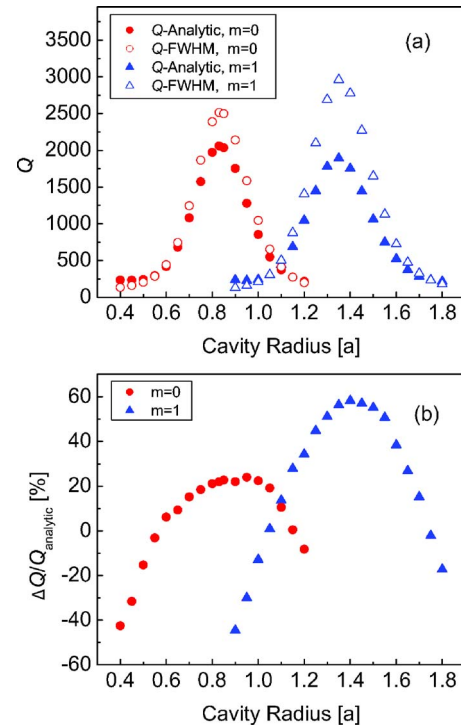 (a)
Q-Analytic, m=0
Q-FWHM, m=0
Q-Analytic, m=1
Q-FWHM, m=1
Q
3500
3000
2500
2000
1500
1000
500
0
0.4 0.6 0.8 1.0 1.2 1.4 1.6 1.8
Cavity Radius [a]
(b)
m=0
m=1
ΔQ/Q analytic [%]
60
40
20
0
-20
-40
-60
0.4 0.6 0.8 1.0 1.2 1.4 1.6 1.8
Cavity Radius [a]